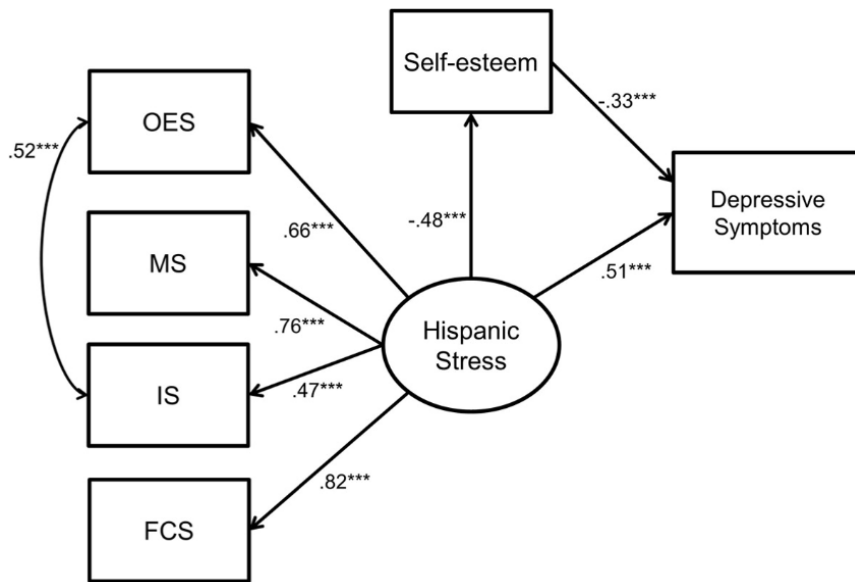 Self-esteem
OES
-.33***
.52***
Depressive
Symptoms
MS
.66***
-.48***
.51***
.76***
Hispanic
Stress
IS
.47***
.82***
FCS